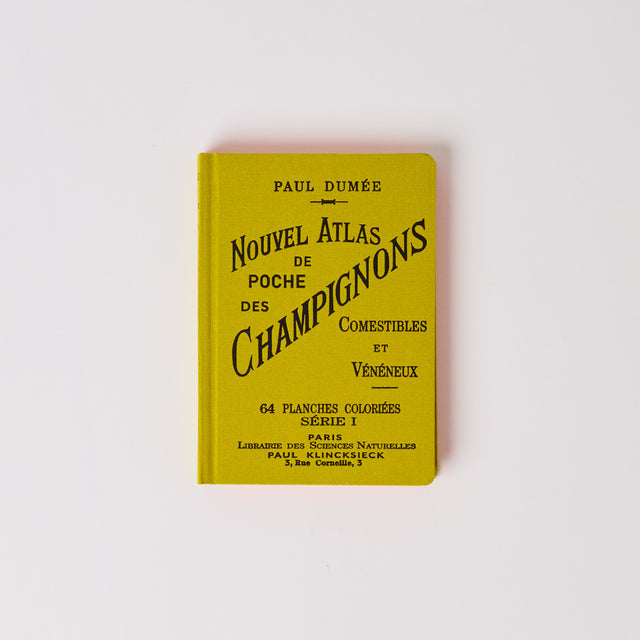 PAUL DUMÉE
NOUVEL ATLAS
DE
POCHE
DES
CHAMPIGNONS
COMESTIBLES
ET
VÉNÉNEUX
64 PLANCHES COLORIÉES
SÉRIE I
PARIS
LIBRAIRIE DES SCIENCES NATURELLES
PAUL KLINCKSIECK
3, Rue Corneille, 3